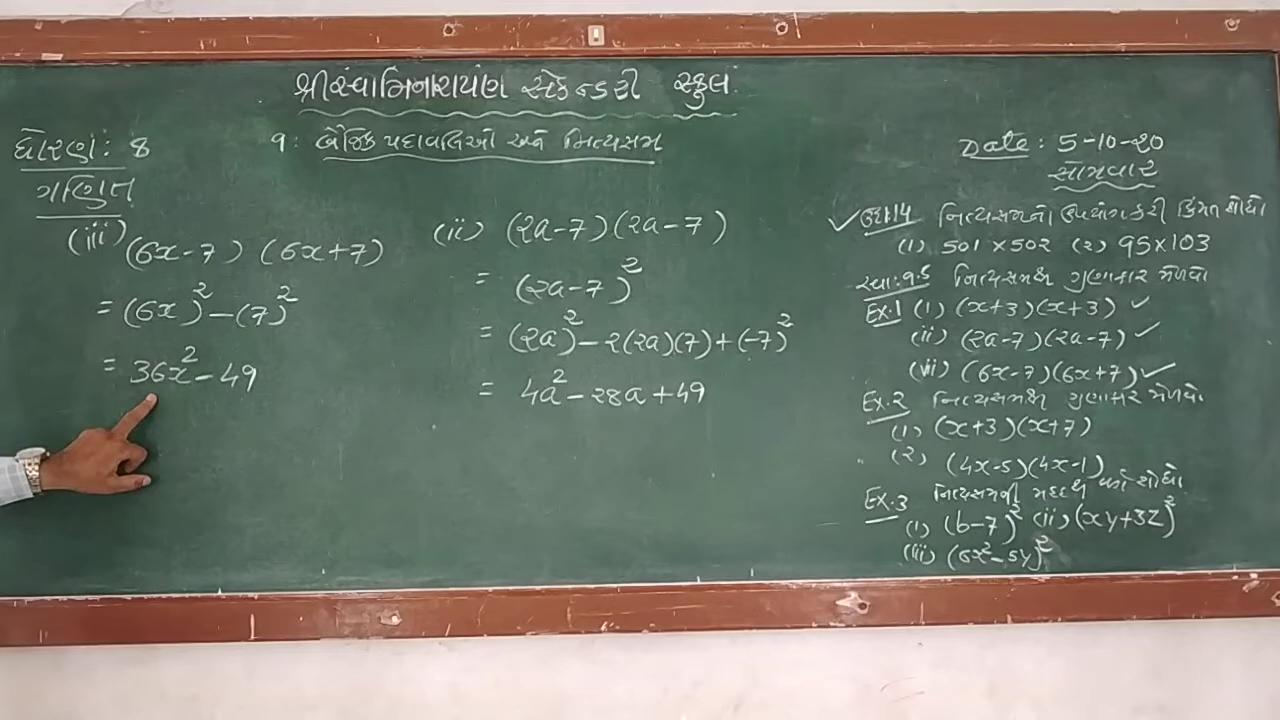 શ્રી સ્વામિનારાયણ સેકન્ડરી સ્કુલ.
ધોરણ: 8
ગણિત
9: બૈજિક પદાવલિઓ અને નિત્યસમ
Date: 5-10-20
સોમવાર
(iii) (6x-7) (6x+7)
= (6x)² - (7)²
= 36x² - 49
(ii) (2a-7)(2a-7)
= (2a-7)²
= (2a)² - 2(2a)(7) + (-7)²
= 4a² - 28a + 49
✓ ઉદા:14 નિત્યસમનો ઉપયોગ કરી કિંમત શોધો
(1) 501 × 502 (2) 95 × 103
સ્વા: 9.5 નિત્યસમથી ગુણાકાર મેળવો
Ex.1 (i) (x+3)(x+3) ✓
(ii) (2a-7)(2a-7) ✓
(vii) (6x-7)(6x+7) ✓
Ex.2 નિત્યસમથી ગુણાકાર મેળવો
(1) (x+3)(x+7)
(2) (4x-5)(4x-1)
Ex.3 નિત્યસમની મદદથી વર્ગ શોધો.
(i) (b-7)² (ii) (xy+3z)²
(iii) (6x²-5y)²